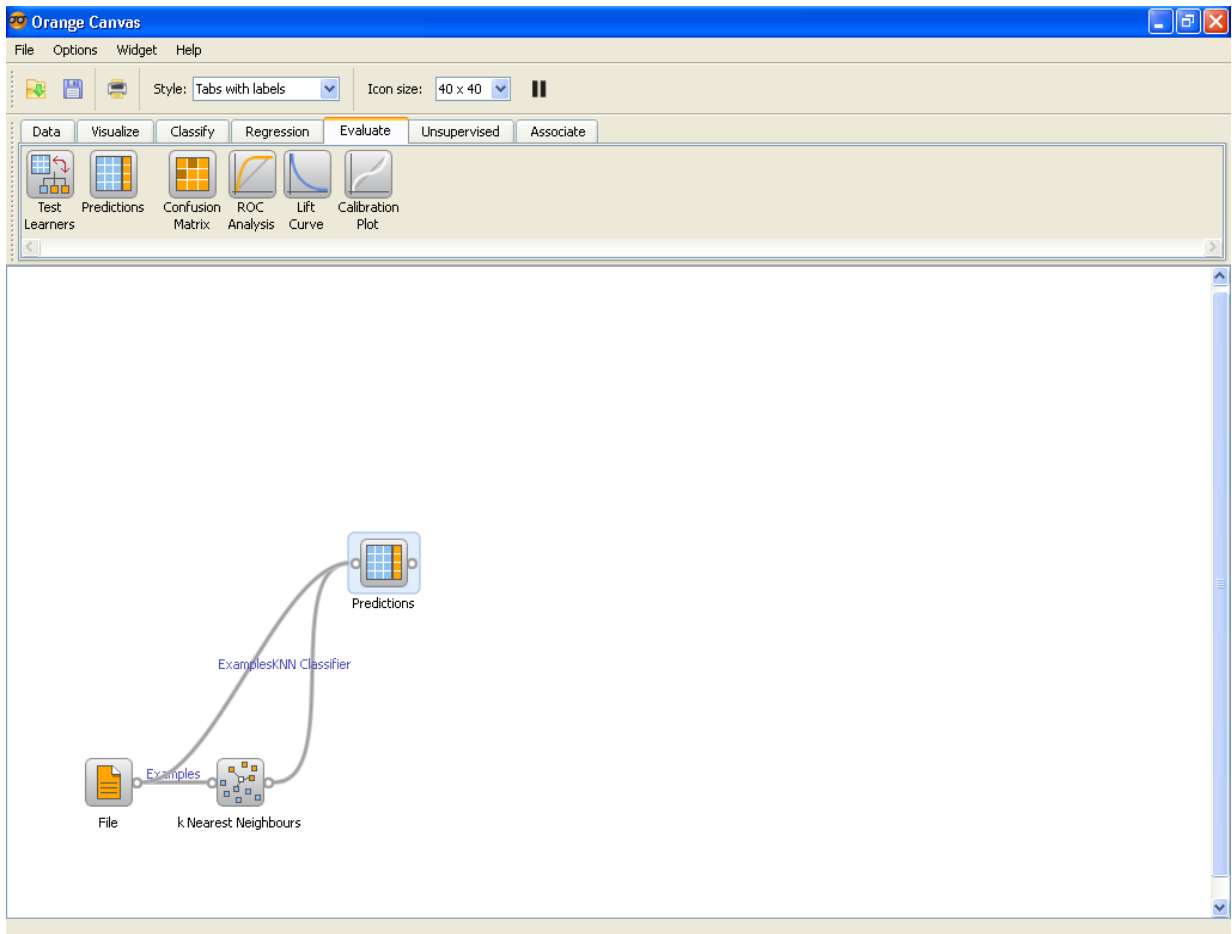 Orange Canvas
File Options Widget Help
Style: Tabs with labels Icon size: 40 x 40
Data Visualize Classify Regression Evaluate Unsupervised Associate
Test Learners
Predictions
Confusion Matrix
ROC Analysis
Lift Curve
Calibration Plot
Predictions
ExamplesKNN Classifier
Examples
File
k Nearest Neighbours